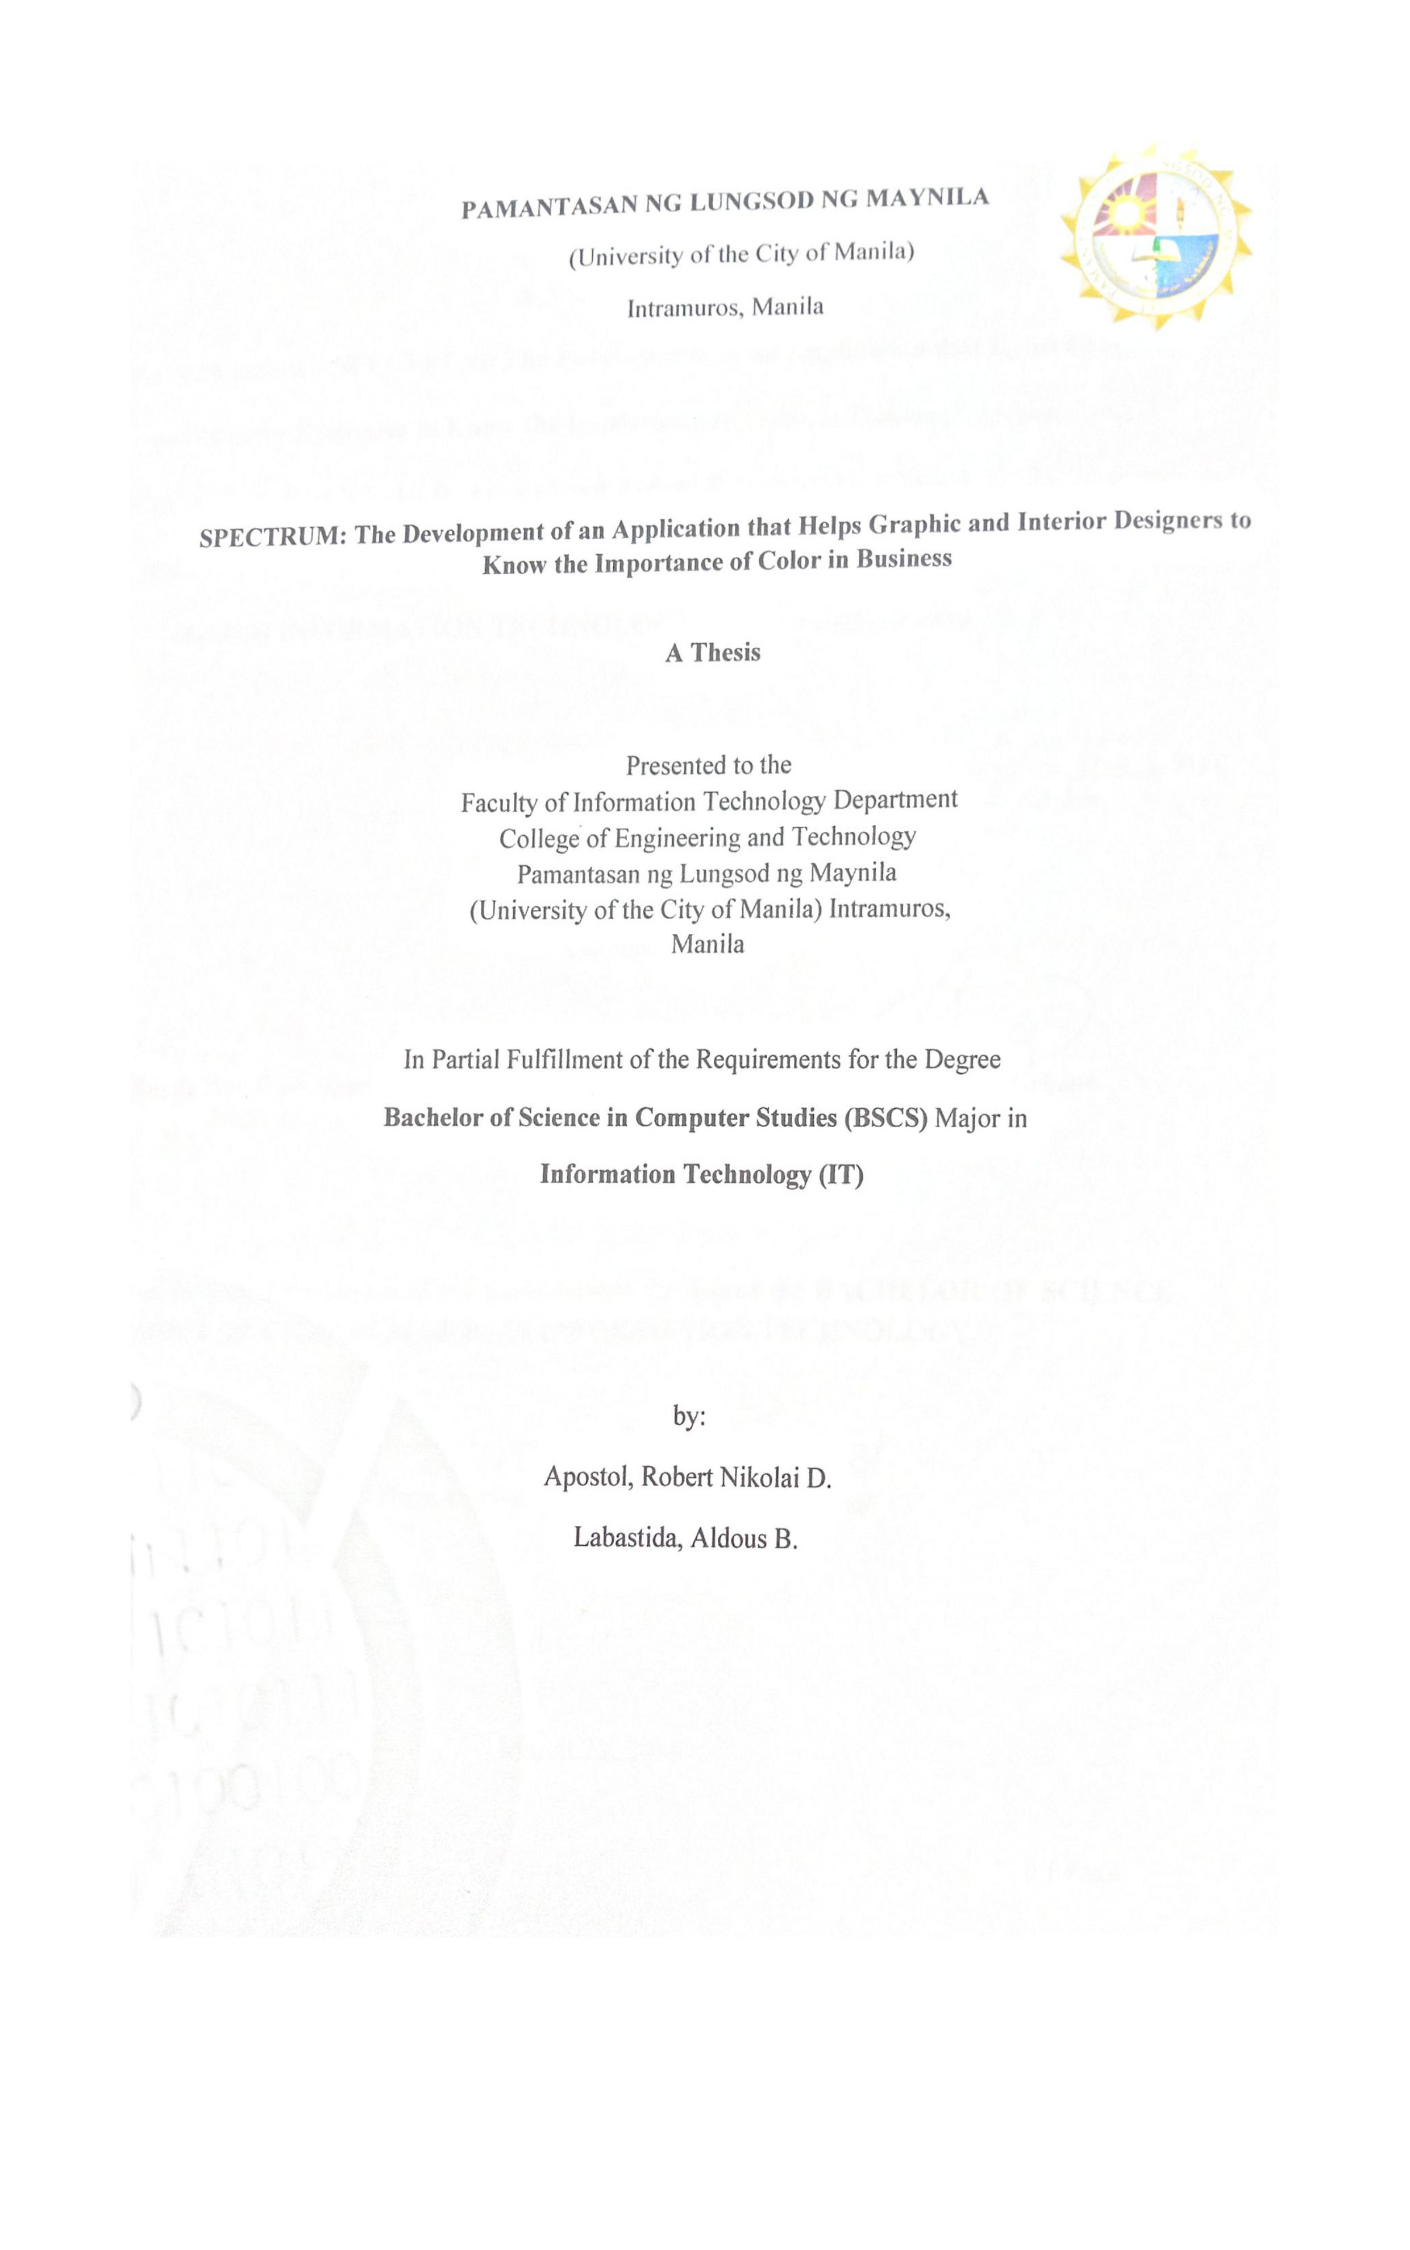 PAMANTASAN NG LUNGSOD NG MAYNILA
(University of the City of Manila)
Intramuros, Manila
SPECTRUM: The Development of an Application that Helps Graphic and Interior Designers to
Know the Importance of Color in Business
A Thesis
Presented to the
Faculty of Information Technology Department
College of Engineering and Technology
Pamantasan ng Lungsod ng Maynila
(University of the City of Manila) Intramuros,
Manila
In Partial Fulfillment of the Requirements for the Degree
Bachelor of Science in Computer Studies (BSCS) Major in
Information Technology (IT)
by:
Apostol, Robert Nikolai D.
Labastida, Aldous B.